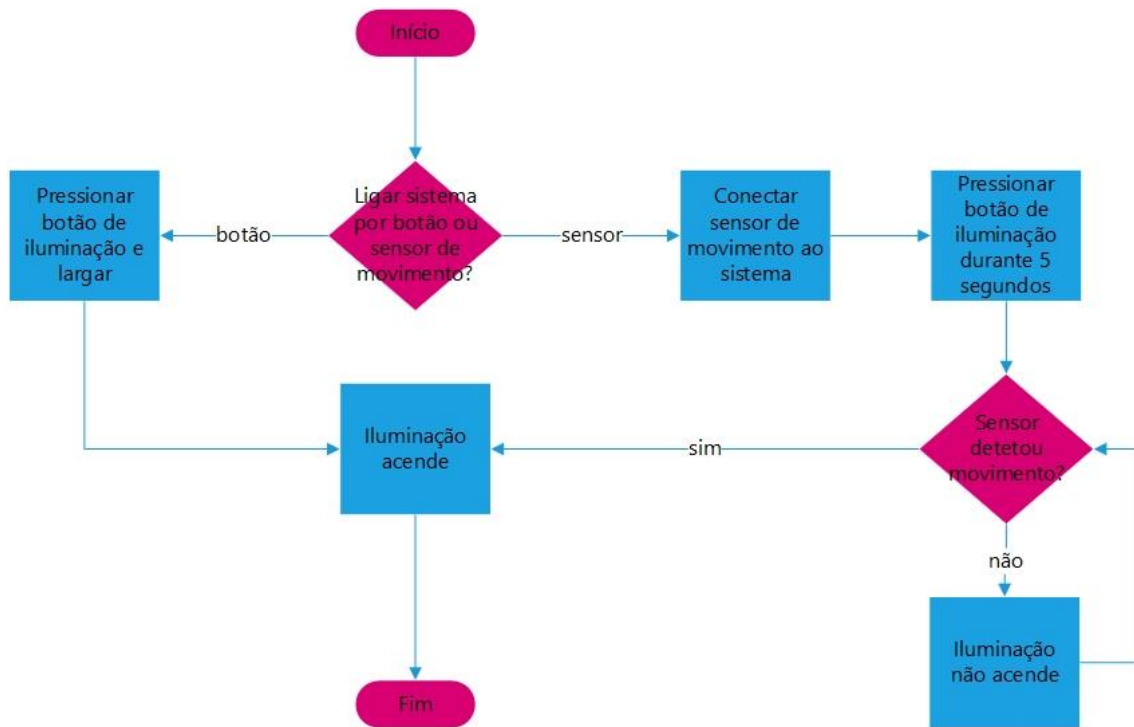 Início
Ligar sistema
por botão ou
sensor de
movimento?
botão
Pressionar
botão de
iluminação e
largar
sensor
Conectar
sensor de
movimento ao
sistema
Pressionar
botão de
iluminação
durante 5
segundos
Sensor
detetou
movimento?
sim
Iluminação
acende
não
Iluminação
não acende
Fim